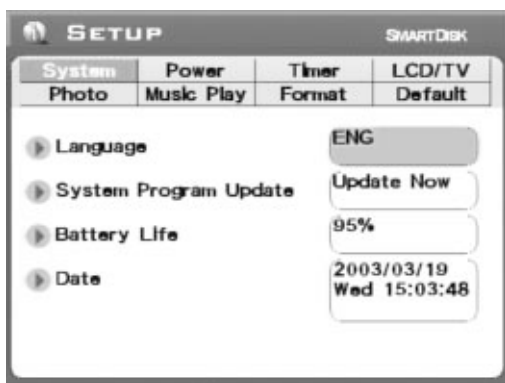 SETUP SMARTDISK
System Power Timer LCD/TV
Photo Music Play Format Default
Language ENG
System Program Update Update Now
Battery Life 95%
Date 2003/03/19
Wed 15:03:48